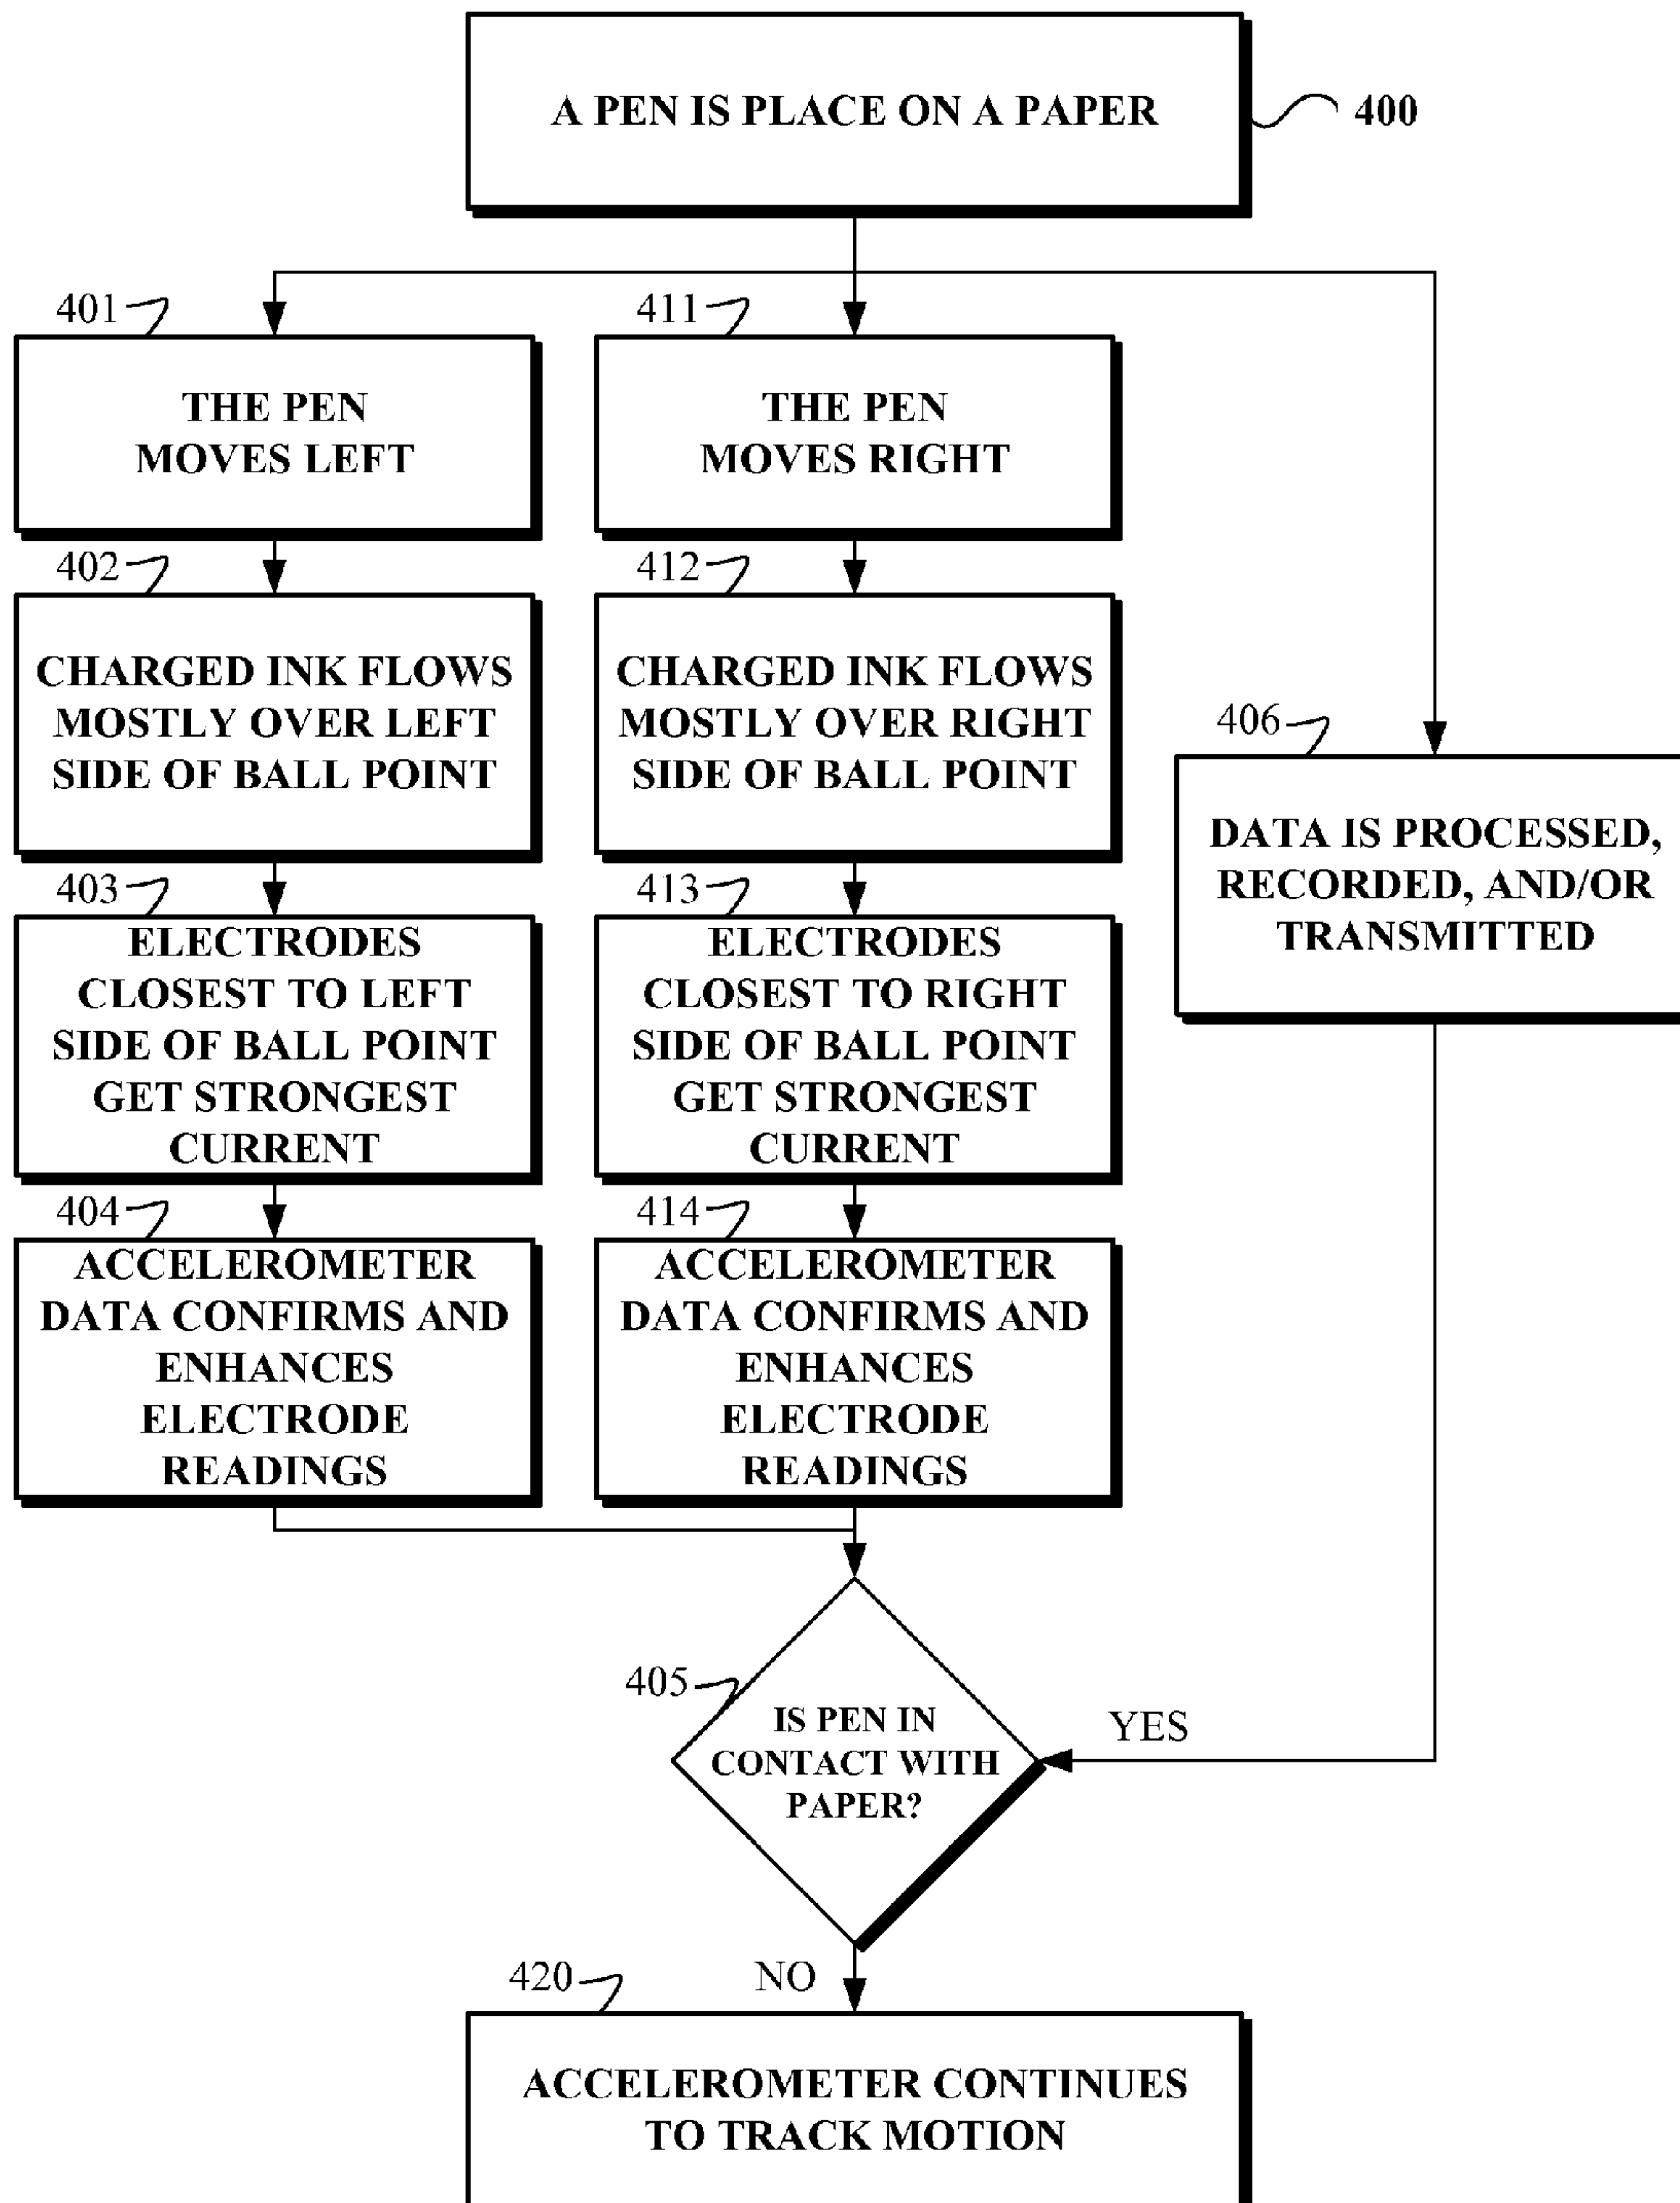 A PEN IS PLACE ON A PAPER
400
401
THE PEN
MOVES LEFT
411
THE PEN
MOVES RIGHT
402
CHARGED INK FLOWS
MOSTLY OVER LEFT
SIDE OF BALL POINT
412
CHARGED INK FLOWS
MOSTLY OVER RIGHT
SIDE OF BALL POINT
406
DATA IS PROCESSED,
RECORDED, AND/OR
TRANSMITTED
403
ELECTRODES
CLOSEST TO LEFT
SIDE OF BALL POINT
GET STRONGEST
CURRENT
413
ELECTRODES
CLOSEST TO RIGHT
SIDE OF BALL POINT
GET STRONGEST
CURRENT
404
ACCELEROMETER
DATA CONFIRMS AND
ENHANCES
ELECTRODE
READINGS
414
ACCELEROMETER
DATA CONFIRMS AND
ENHANCES
ELECTRODE
READINGS
405
IS PEN IN
CONTACT WITH
PAPER?
YES
NO
420
ACCELEROMETER CONTINUES
TO TRACK MOTION